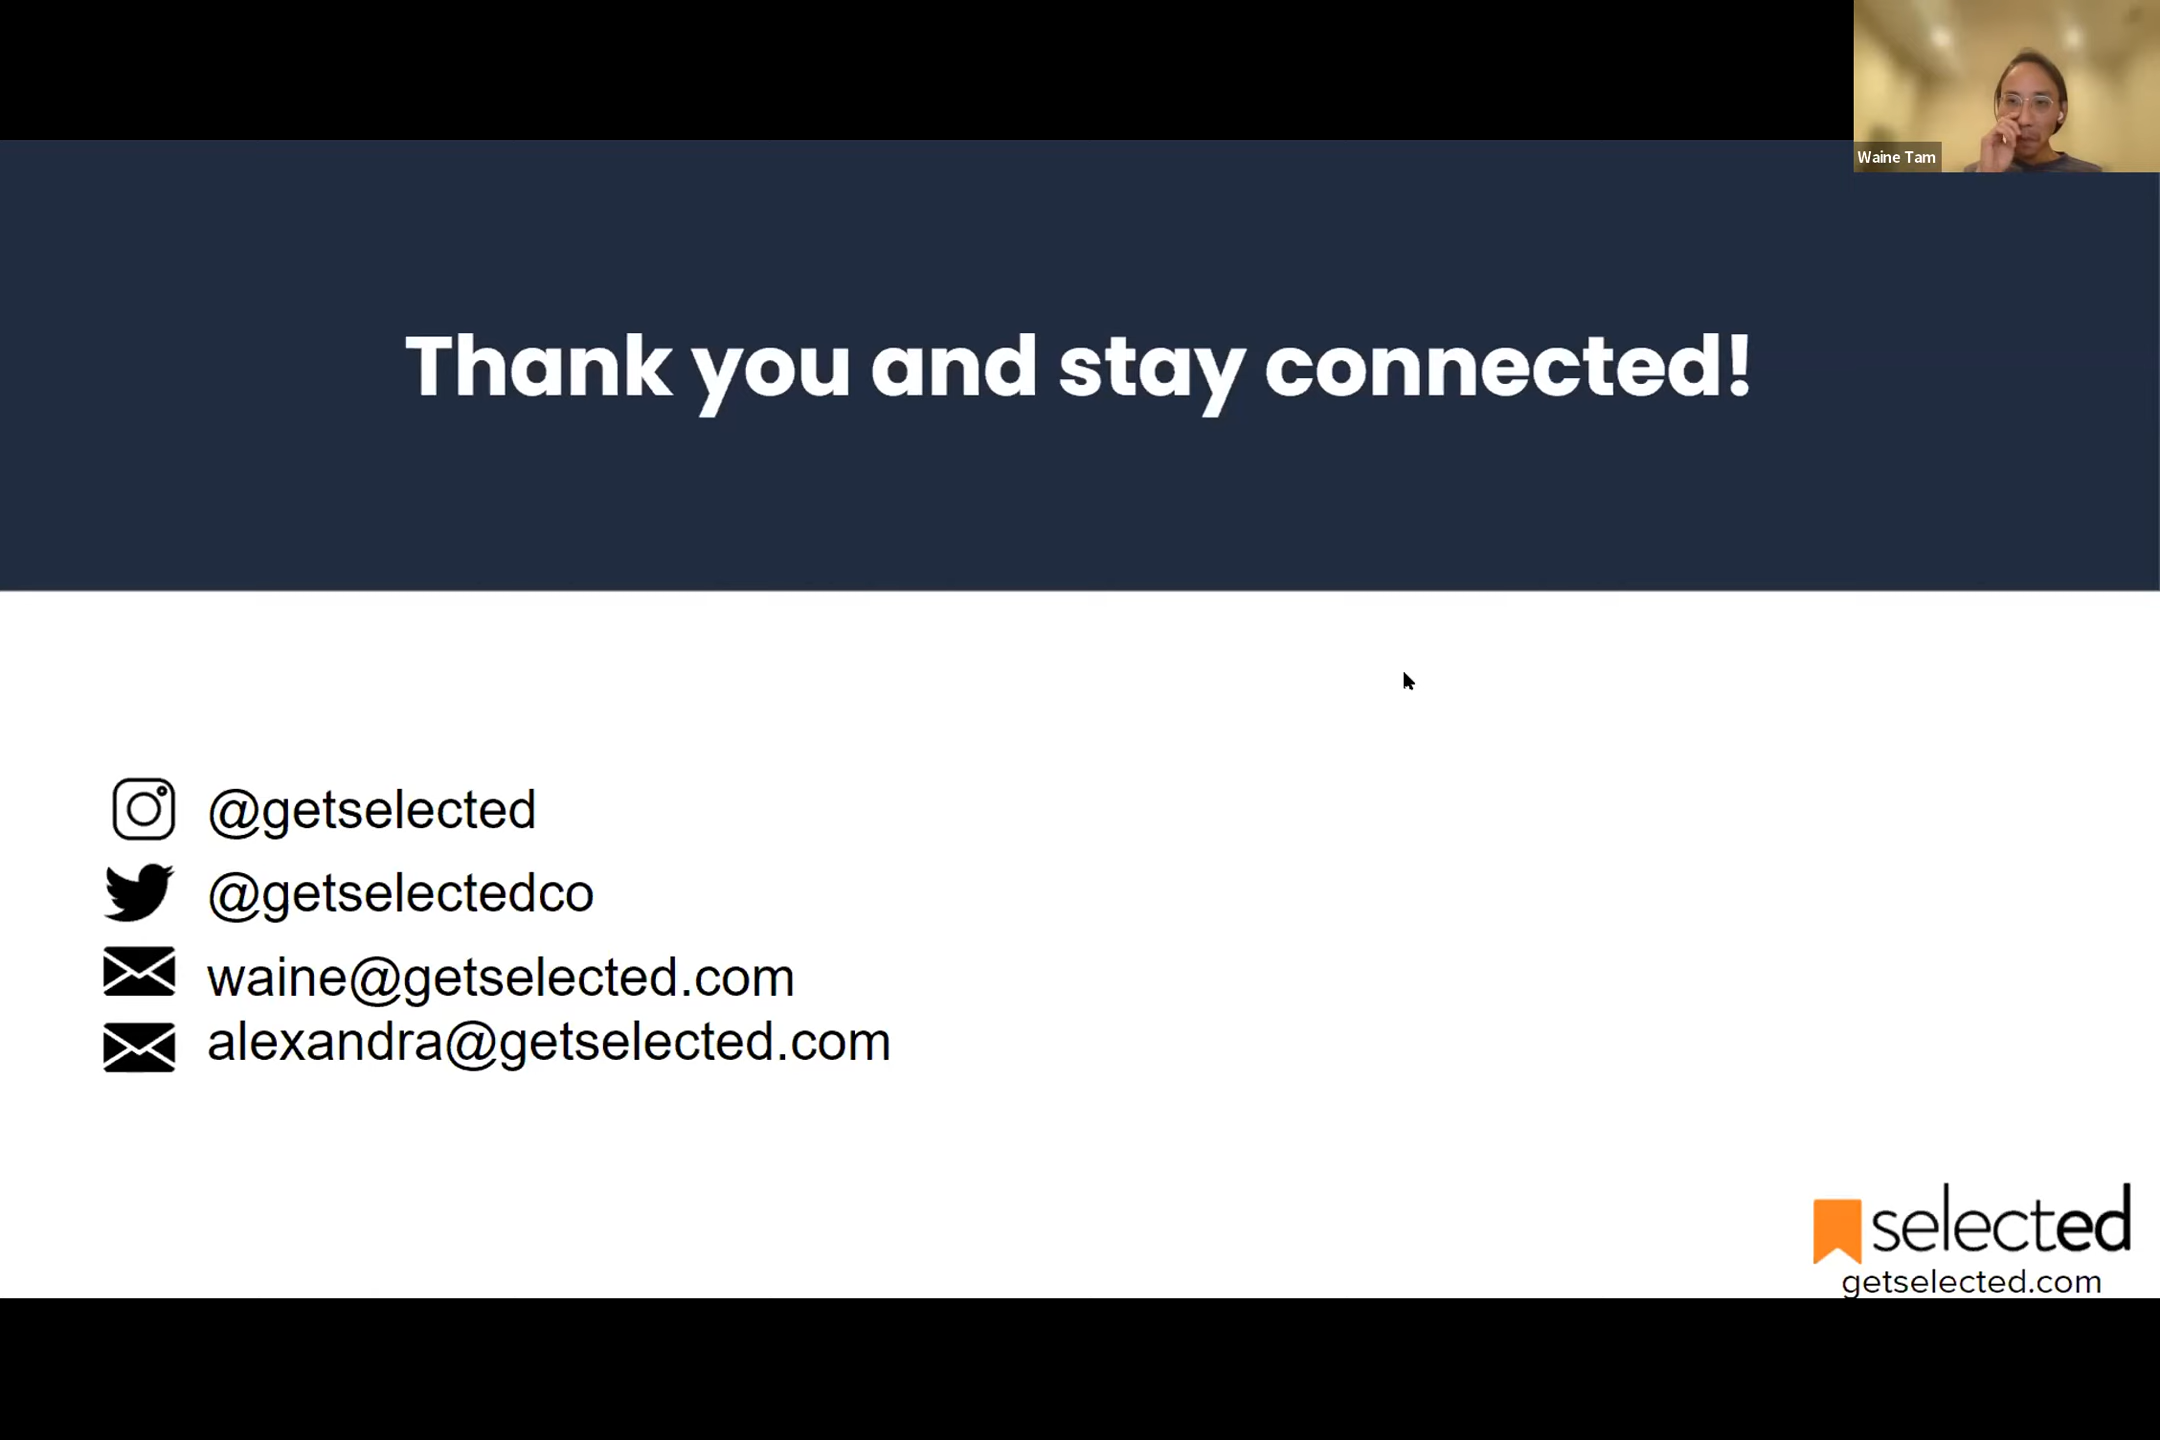 Waine Tam
Thank you and stay connected!
@getselected
@getselectedco
waine@getselected.com
alexandra@getselected.com
selected
getselected.com